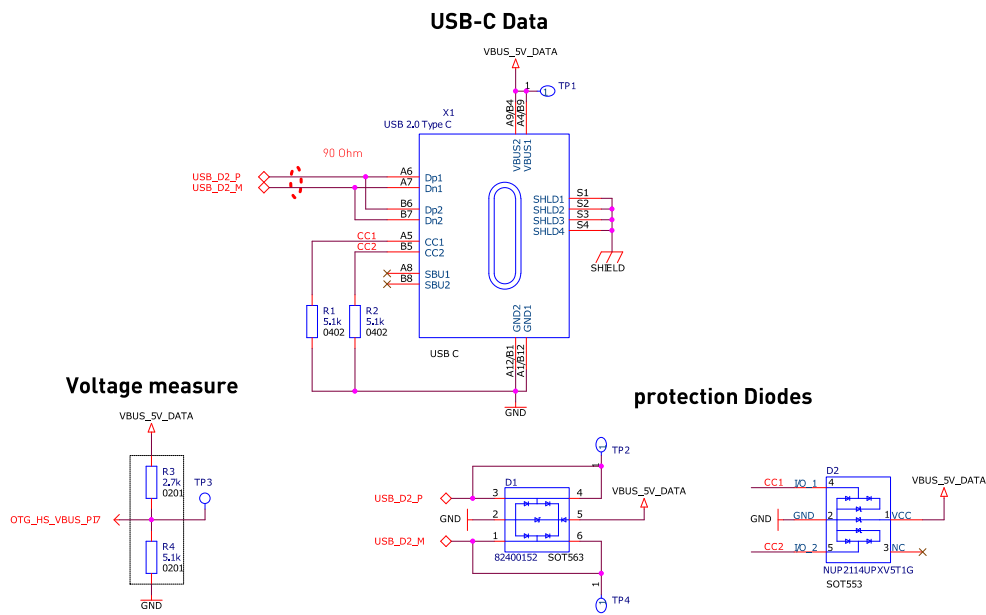 USB-C Data
VBUS_5V_DATA
1
1
TP1
A9/B4
A4/B9
X1
USB 2.0 Type C
VBUS2
VBUS1
90 Ohm
USB_D2_P
USB_D2_M
A6
Dp1
A7
Dn1
B6
Dp2
B7
Dn2
CC1
A5
CC1
CC2
B5
CC2
A8
SBU1
B8
SBU2
SHLD1
S1
SHLD2
S2
SHLD3
S3
SHLD4
S4
SHIELD
R1
5.1k
0402
R2
5.1k
0402
GND2
GND1
USB C
A12/B1
A1/B12
GND
Voltage measure
VBUS_5V_DATA
R3
2.7k
0201
TP3
OTG_HS_VBUS_PI7
R4
5.1k
0201
GND
protection Diodes
1
TP2
1
D1
USB_D2_P
3
4
VBUS_5V_DATA
GND
2
5
USB_D2_M
1
6
82400152
SOT563
1
1
TP4
D2
VBUS_5V_DATA
CC1
I/O_1
4
GND
GND
2
1
VCC
CC2
I/O_2
5
3
NC
NUP2114UPXV5T1G
SOT553